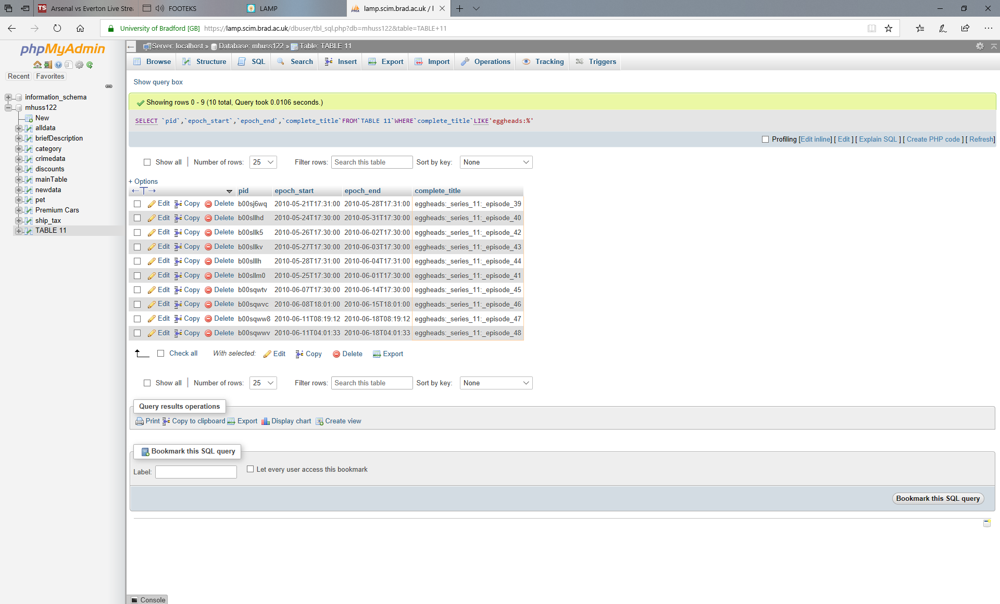 Arsenal vs Everton Live Strea
FOOTEKS
LAMP
lamp.scim.brad.ac.uk / l
University of Bradford [GB] https://lamp.scim.brad.ac.uk/dbuser/tbl_sql.php?db=mhuss122&table=TABLE+11
phpMyAdmin
Recent Favorites
information_schema
mhuss122
New
alldata
briefDescription
category
crimedata
discounts
mainTable
newdata
pet
Premium Cars
ship_tax
TABLE 11
Server: localhost » Database: mhuss122 » Table: TABLE 11
Browse Structure SQL Search Insert Export Import Operations Tracking Triggers
Show query box
Showing rows 0 - 9 (10 total, Query took 0.0106 seconds.)
SELECT `pid`,`epoch_start`,`epoch_end`,`complete_title`FROM`TABLE 11`WHERE`complete_title`LIKE'eggheads:%'
Profiling [Edit inline] [ Edit ] [ Explain SQL ] [ Create PHP code ] [ Refresh]
Show all | Number of rows: 25 Filter rows: Search this table Sort by key: None
+ Options
pid epoch_start epoch_end complete_title
Edit Copy Delete b00sj6wq 2010-05-21T17:31:00 2010-05-28T17:31:00 eggheads:_series_11:_episode_39
Edit Copy Delete b00sllhd 2010-05-24T17:30:00 2010-05-31T17:30:00 eggheads:_series_11:_episode_40
Edit Copy Delete b00sllk5 2010-05-26T17:30:00 2010-06-02T17:30:00 eggheads:_series_11:_episode_42
Edit Copy Delete b00sllkv 2010-05-27T17:30:00 2010-06-03T17:30:00 eggheads:_series_11:_episode_43
Edit Copy Delete b00slllh 2010-05-28T17:31:00 2010-06-04T17:31:00 eggheads:_series_11:_episode_44
Edit Copy Delete b00sllm0 2010-05-25T17:30:00 2010-06-01T17:30:00 eggheads:_series_11:_episode_41
Edit Copy Delete b00sqwtv 2010-06-07T17:30:00 2010-06-14T17:30:00 eggheads:_series_11:_episode_45
Edit Copy Delete b00sqwvc 2010-06-08T18:01:00 2010-06-15T18:01:00 eggheads:_series_11:_episode_46
Edit Copy Delete b00sqww8 2010-06-11T08:19:12 2010-06-18T08:19:12 eggheads:_series_11:_episode_47
Edit Copy Delete b00sqwwv 2010-06-11T04:01:33 2010-06-18T04:01:33 eggheads:_series_11:_episode_48
Check all With selected: Edit Copy Delete Export
Show all | Number of rows: 25 Filter rows: Search this table Sort by key: None
Query results operations
Print Copy to clipboard Export Display chart Create view
Bookmark this SQL query
Label: Let every user access this bookmark
Bookmark this SQL query
Console